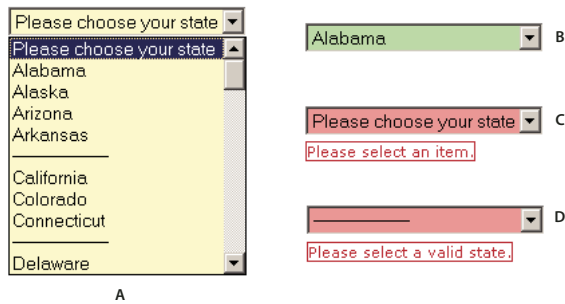 Please choose your state
Please choose your state
Alabama
Alaska
Arizona
Arkansas
California
Colorado
Connecticut
Delaware
A
Alabama
B
Please choose your state
C
Please select an item.
D
Please select a valid state.